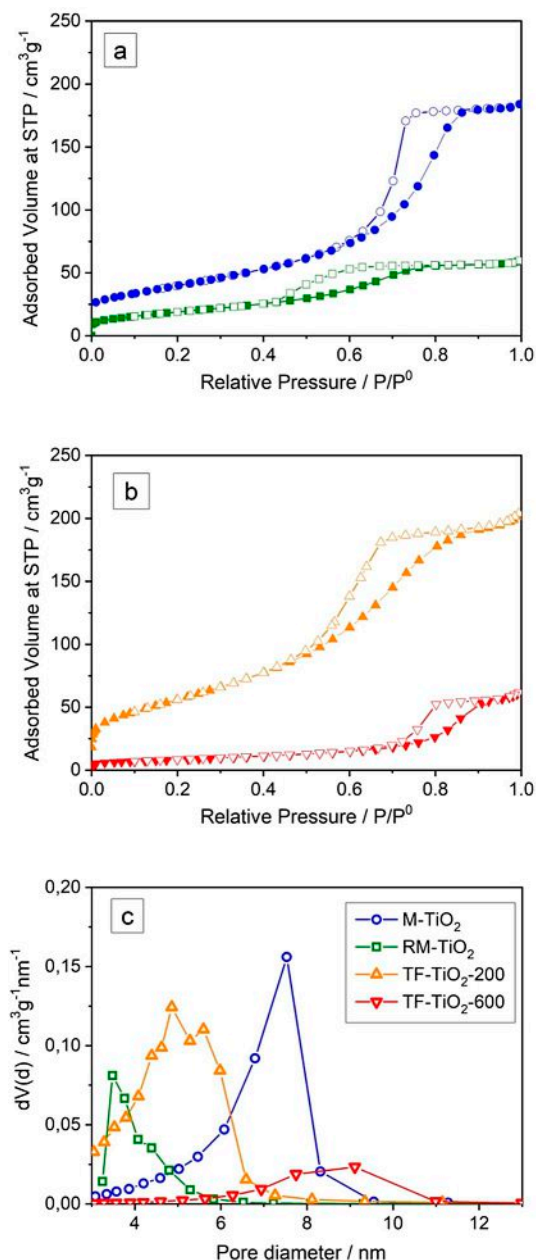 250
a
200
150
100
50
0
0.0 0.2 0.4 0.6 0.8 1.0
Adsorbed Volume at STP / cm³g⁻¹
Relative Pressure / P/P⁰
250
b
200
150
100
50
0
0.0 0.2 0.4 0.6 0.8 1.0
Adsorbed Volume at STP / cm³g⁻¹
Relative Pressure / P/P⁰
0,20
c
M-TiO₂
RM-TiO₂
TF-TiO₂-200
TF-TiO₂-600
0,15
0,10
0,05
0,00
4 6 8 10 12
dV(d) / cm³g⁻¹nm⁻¹
Pore diameter / nm